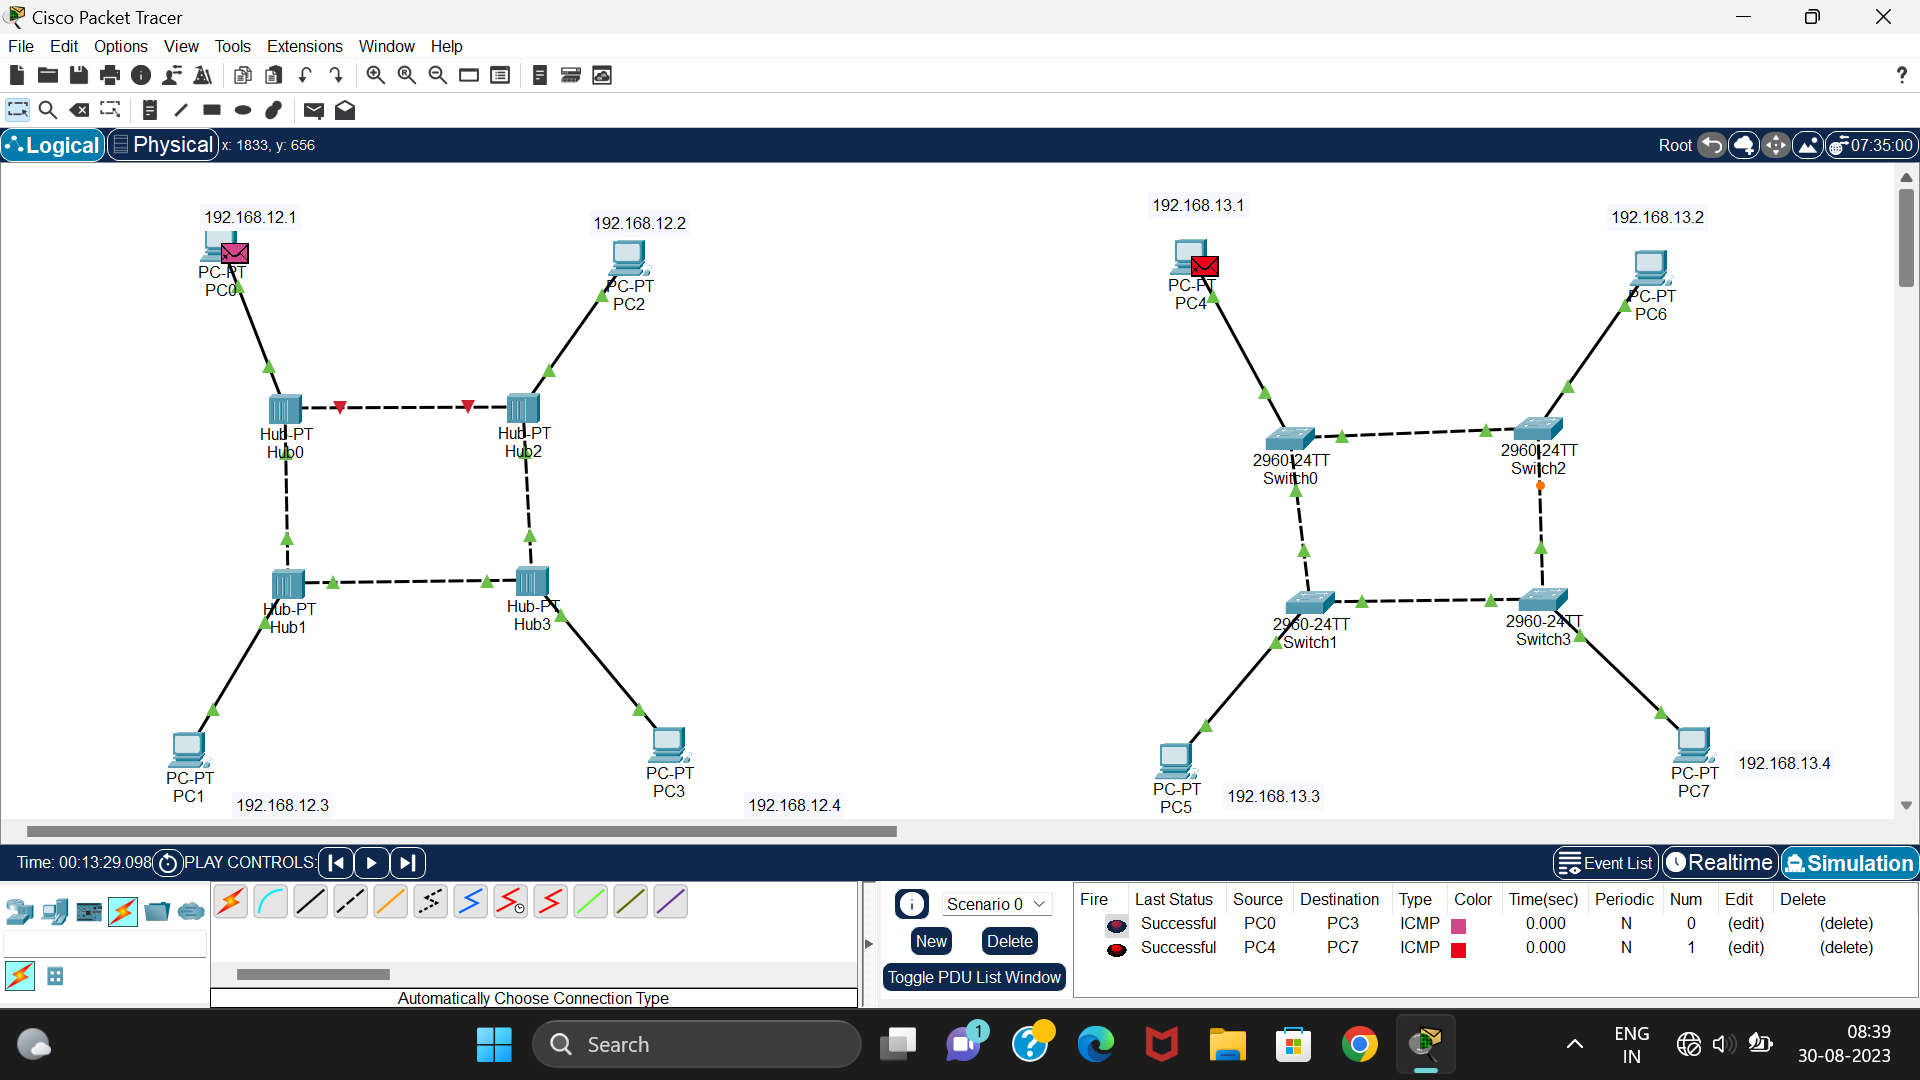 Cisco Packet Tracer
File Edit Options View Tools Extensions Window Help
?
Logical Physical x: 1833, y: 656 Root 07:35:00
192.168.12.1
192.168.12.2
192.168.13.1
192.168.13.2
PC-PT
PC0
PC-PT
PC2
PC-PT
PC4
PC-PT
PC6
Hub-PT
Hub0
Hub-PT
Hub2
2960-24TT
Switch0
2960-24TT
Switch2
Hub-PT
Hub1
Hub-PT
Hub3
2960-24TT
Switch1
2960-24TT
Switch3
PC-PT
PC1
192.168.12.3
PC-PT
PC3
192.168.12.4
PC-PT
PC5
192.168.13.3
PC-PT
PC7
192.168.13.4
Time: 00:13:29.098 PLAY CONTROLS: Event List Realtime Simulation
Automatically Choose Connection Type
Scenario 0
New Delete
Toggle PDU List Window
Fire Last Status Source Destination Type Color Time(sec) Periodic Num Edit Delete
Successful PC0 PC3 ICMP 0.000 N 0 (edit) (delete)
Successful PC4 PC7 ICMP 0.000 N 1 (edit) (delete)
Search
1
ENG
IN
08:39
30-08-2023